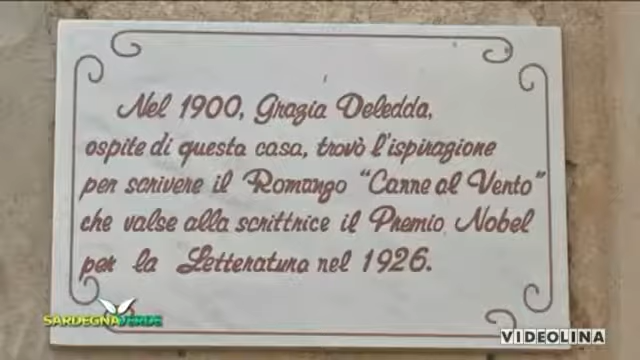 Nel 1900, Grazia Deledda,
ospite di questa casa, trovò l'ispirazione
per scrivere il Romanzo "Canne al Vento"
che valse alla scrittrice il Premio Nobel
per la Letteratura nel 1926.
SARDEGNAVERDE
VIDEOLINA